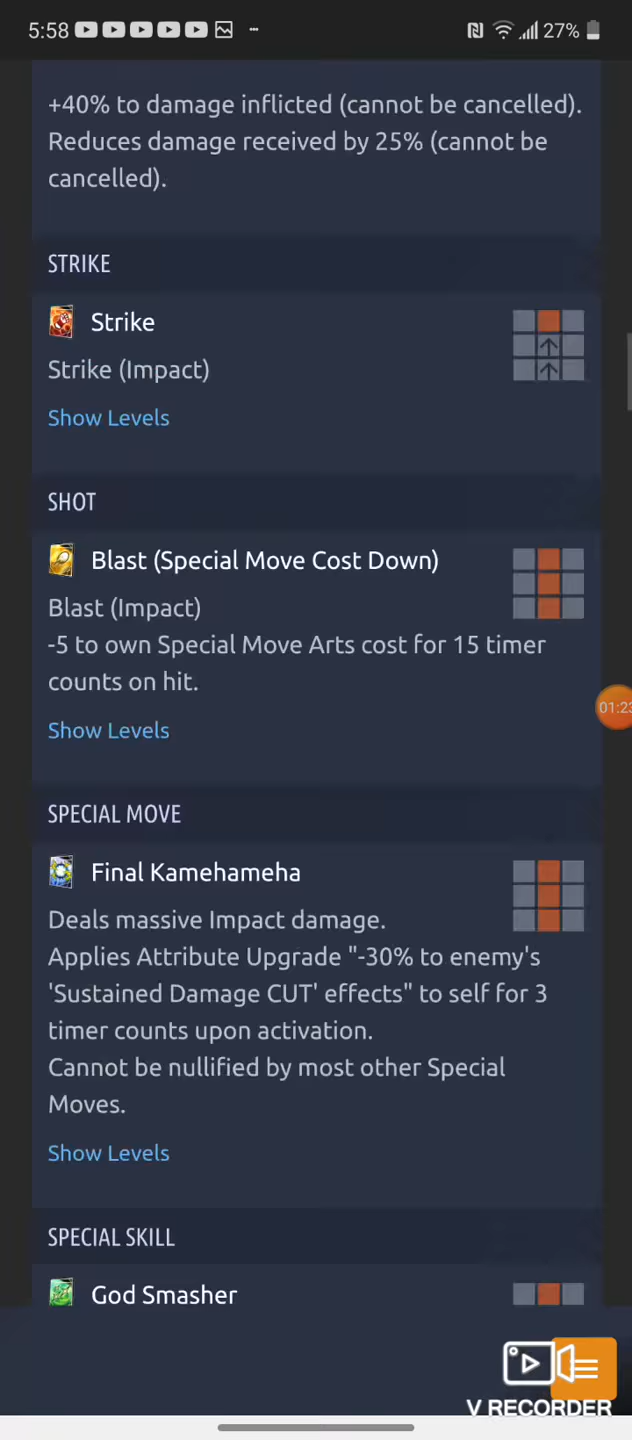 5:58
27%
+40% to damage inflicted (cannot be cancelled).
Reduces damage received by 25% (cannot be
cancelled).
STRIKE
Strike
Strike (Impact)
Show Levels
SHOT
Blast (Special Move Cost Down)
Blast (Impact)
-5 to own Special Move Arts cost for 15 timer
counts on hit.
Show Levels
01:23
SPECIAL MOVE
Final Kamehameha
Deals massive Impact damage.
Applies Attribute Upgrade "-30% to enemy's
'Sustained Damage CUT' effects" to self for 3
timer counts upon activation.
Cannot be nullified by most other Special
Moves.
Show Levels
SPECIAL SKILL
God Smasher
V RECORDER